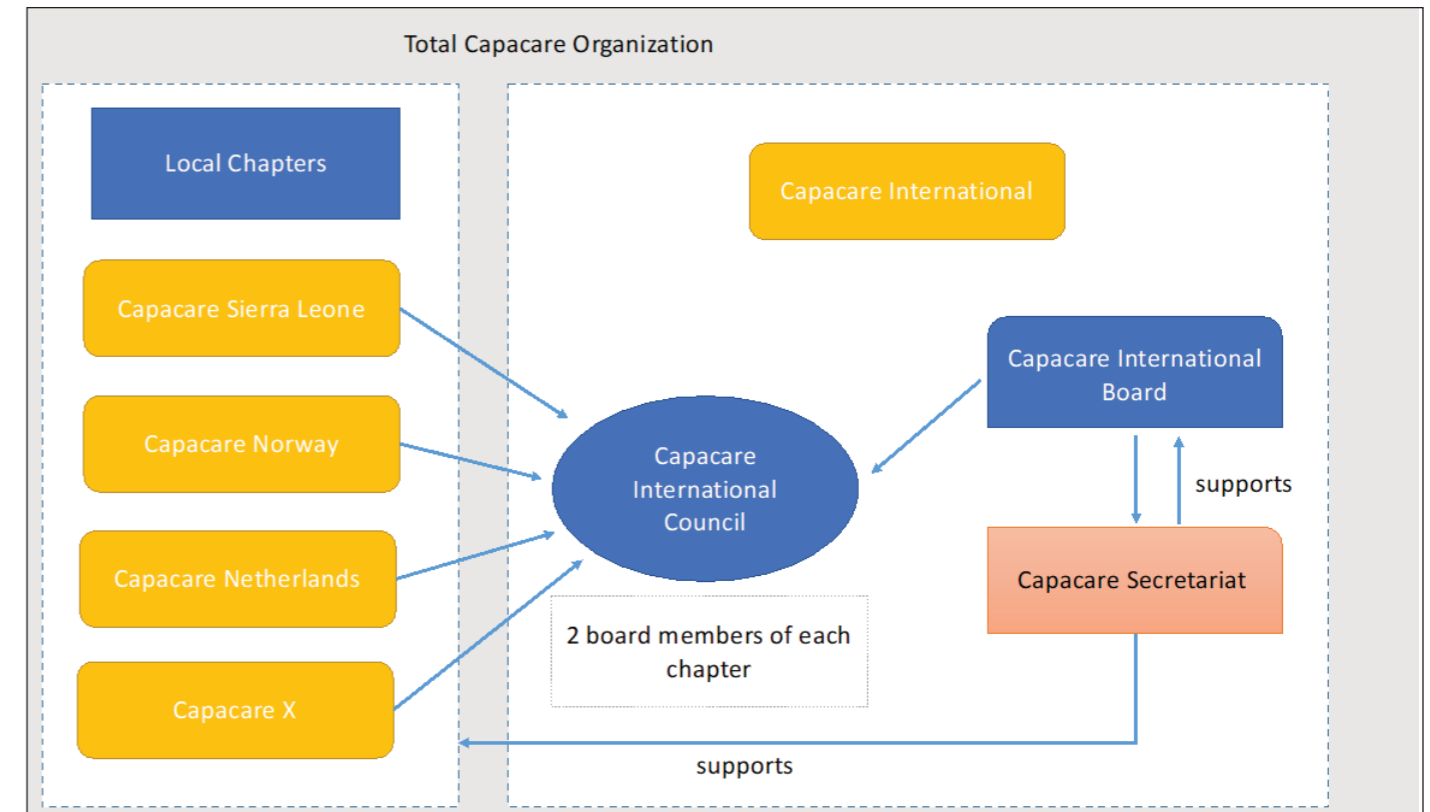 Total Capacare Organization
Local Chapters
Capacare Sierra Leone
Capacare Norway
Capacare Netherlands
Capacare X
Capacare International
Capacare
International
Council
2 board members of each
chapter
Capacare International
Board
supports
Capacare Secretariat
supports